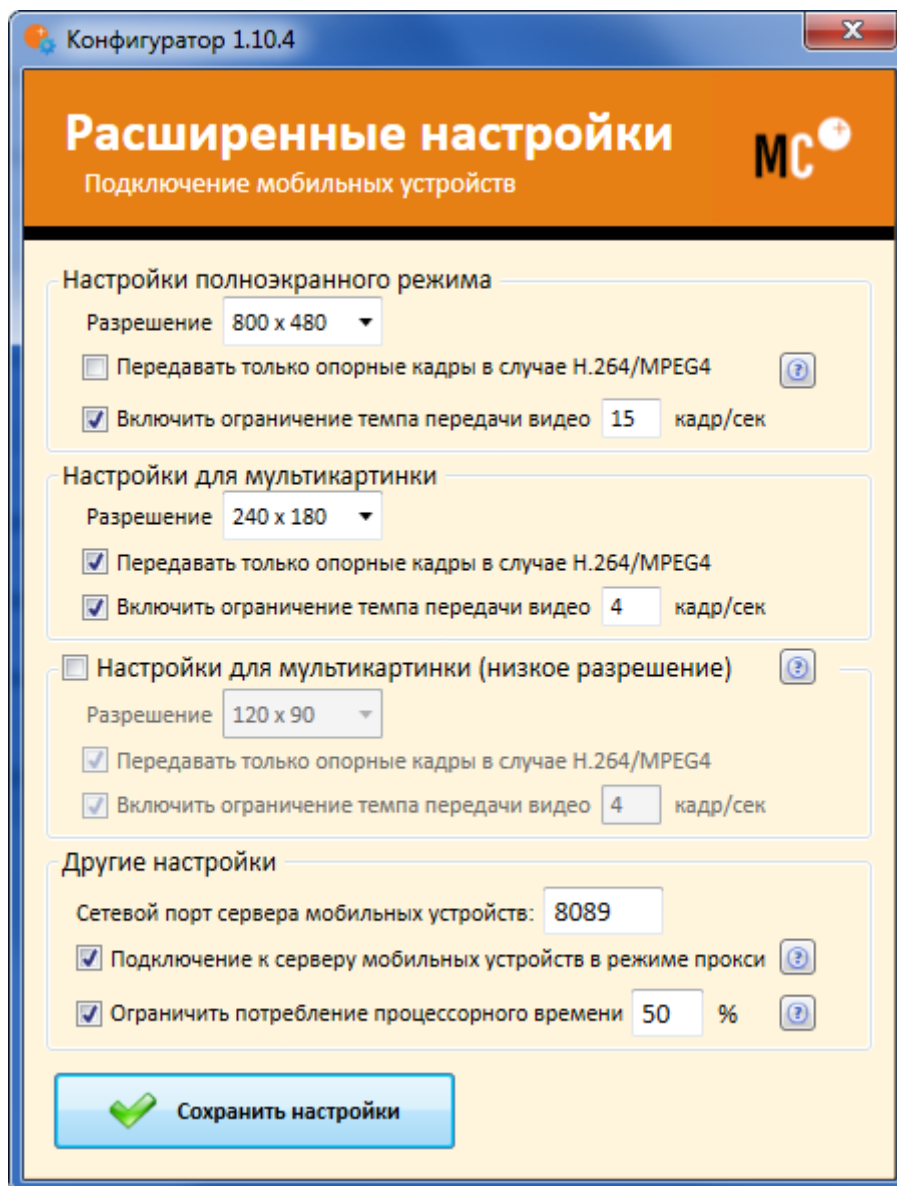 Конфигуратор 1.10.4
Расширенные настройки
Подключение мобильных устройств
MC+
Настройки полноэкранного режима
Разрешение 800 x 480
Передавать только опорные кадры в случае H.264/MPEG4 ?
Включить ограничение темпа передачи видео 15 кадр/сек
Настройки для мультикартинки
Разрешение 240 x 180
Передавать только опорные кадры в случае H.264/MPEG4
Включить ограничение темпа передачи видео 4 кадр/сек
Настройки для мультикартинки (низкое разрешение) ?
Разрешение 120 x 90
Передавать только опорные кадры в случае H.264/MPEG4
Включить ограничение темпа передачи видео 4 кадр/сек
Другие настройки
Сетевой порт сервера мобильных устройств: 8089
Подключение к серверу мобильных устройств в режиме прокси ?
Ограничить потребление процессорного времени 50 % ?
Сохранить настройки